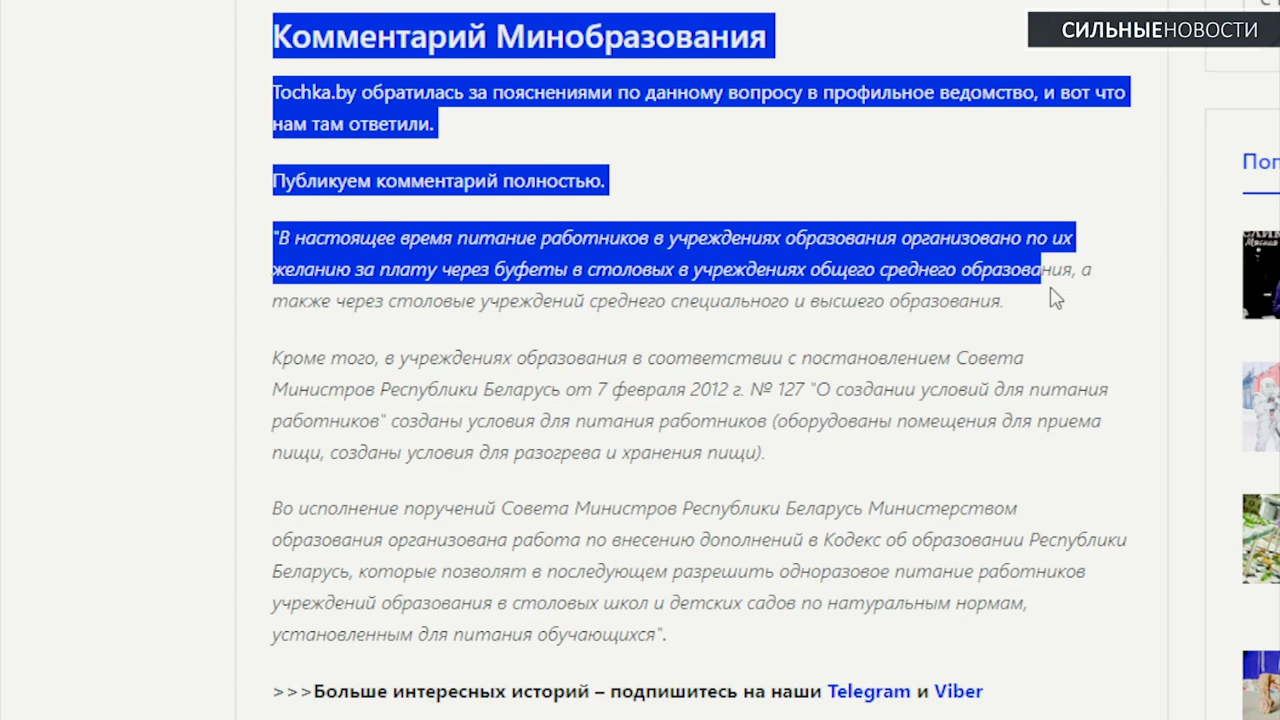 СИЛЬНЫЕНОВОСТИ
Комментарий Минобразования
Tochka.by обратилась за пояснениями по данному вопросу в профильное ведомство, и вот что
нам там ответили.
Публикуем комментарий полностью.
"В настоящее время питание работников в учреждениях образования организовано по их
желанию за плату через буфеты в столовых в учреждениях общего среднего образования, а
также через столовые учреждений среднего специального и высшего образования.
Кроме того, в учреждениях образования в соответствии с постановлением Совета
Министров Республики Беларусь от 7 февраля 2012 г. № 127 "О создании условий для питания
работников" созданы условия для питания работников (оборудованы помещения для приема
пищи, созданы условия для разогрева и хранения пищи).
Во исполнение поручений Совета Министров Республики Беларусь Министерством
образования организована работа по внесению дополнений в Кодекс об образовании Республики
Беларусь, которые позволят в последующем разрешить одноразовое питание работников
учреждений образования в столовых школ и детских садов по натуральным нормам,
установленным для питания обучающихся".
>>>Больше интересных историй – подпишитесь на наши Telegram и Viber